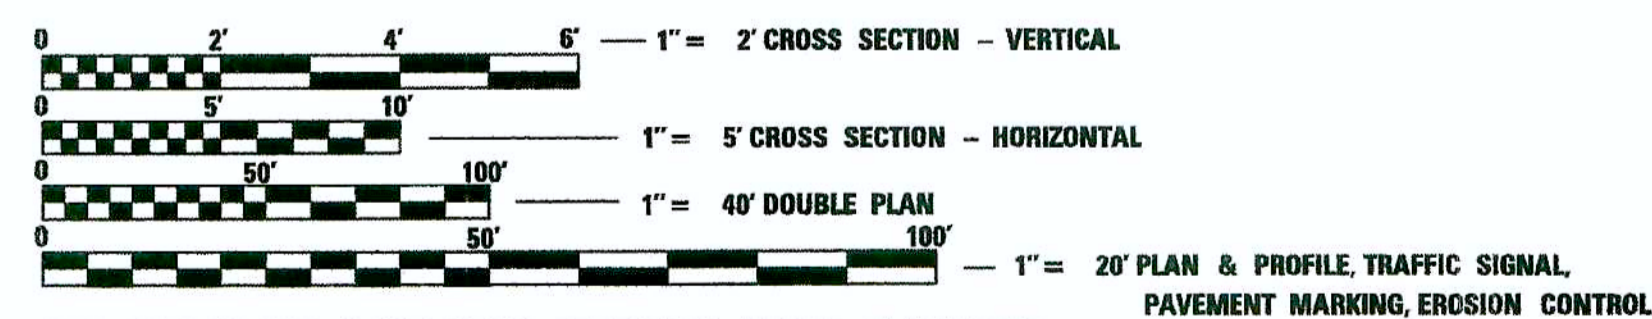 0 2' 4' 6' 1"= 2' CROSS SECTION - VERTICAL
0 5' 10' 1"= 5' CROSS SECTION - HORIZONTAL
0 50' 100' 1"= 40' DOUBLE PLAN
0 50' 100' 1"= 20' PLAN & PROFILE, TRAFFIC SIGNAL,
PAVEMENT MARKING, EROSION CONTROL